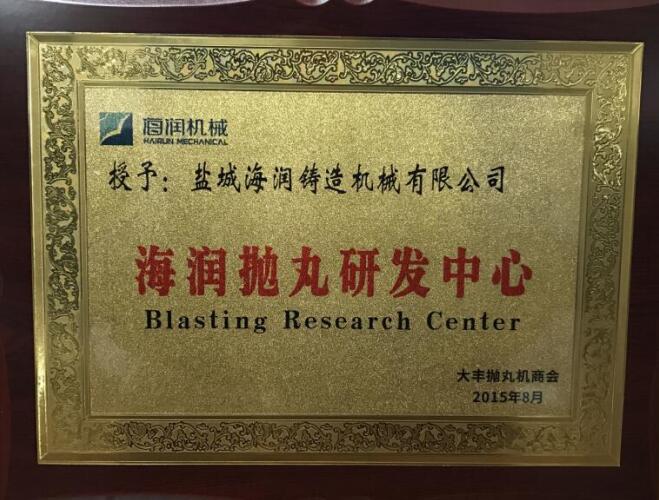 海润机械
HAIRUN MECHANICAL
授予：盐城海润铸造机械有限公司
海润抛丸研发中心
Blasting Research Center
大丰抛丸机商会
2015年8月